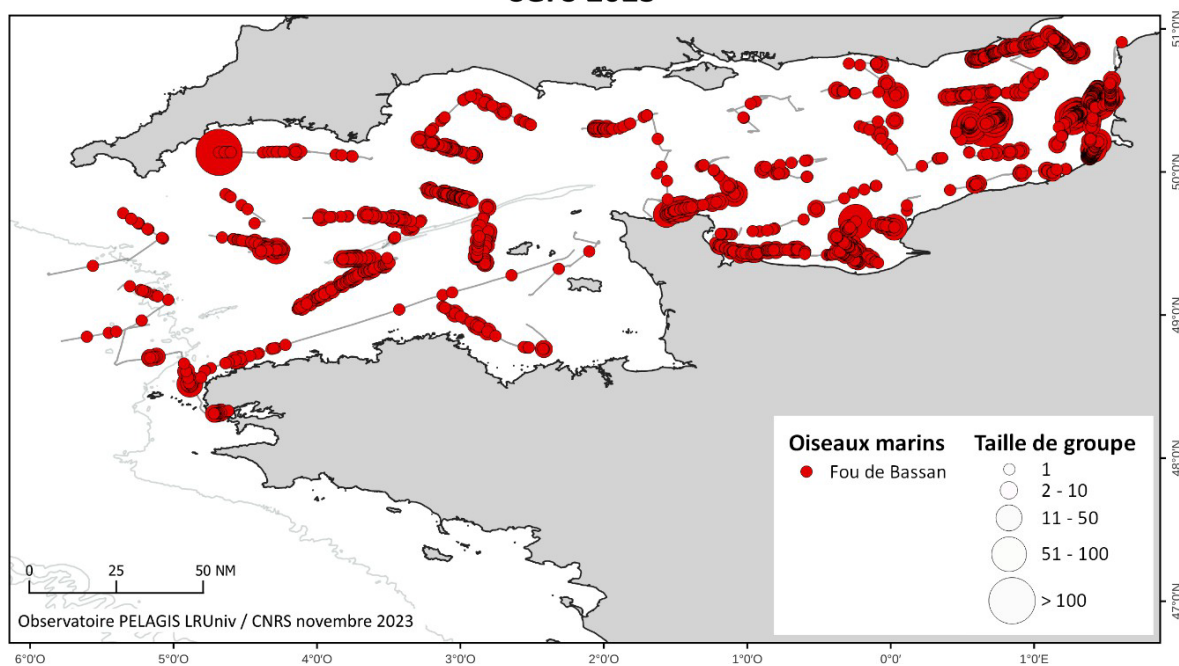 51°0'N
50°0'N
49°0'N
48°0'N
47°0'N
Oiseaux marins
Fou de Bassan
Taille de groupe
1
2 - 10
11 - 50
51 - 100
> 100
0 25 50 NM
Observatoire PELAGIS LRUniv / CNRS novembre 2023
6°0'O 5°0'O 4°0'O 3°0'O 2°0'O 1°0'O 0°0' 1°0'E